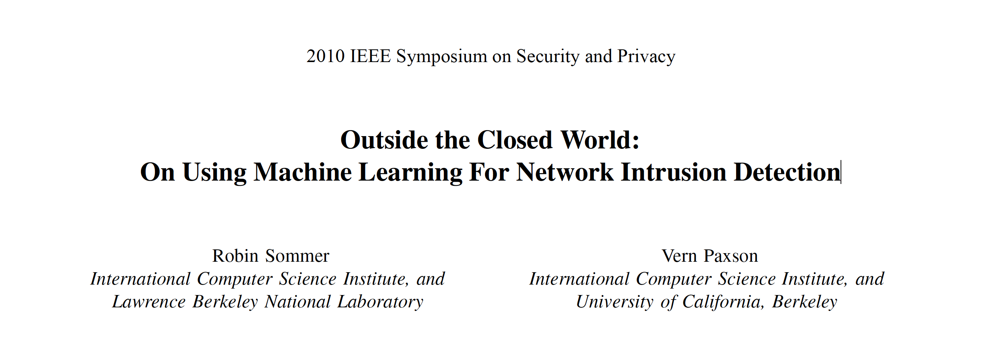 2010 IEEE Symposium on Security and Privacy
Outside the Closed World:
On Using Machine Learning For Network Intrusion Detection
Robin Sommer
International Computer Science Institute, and
Lawrence Berkeley National Laboratory
Vern Paxson
International Computer Science Institute, and
University of California, Berkeley